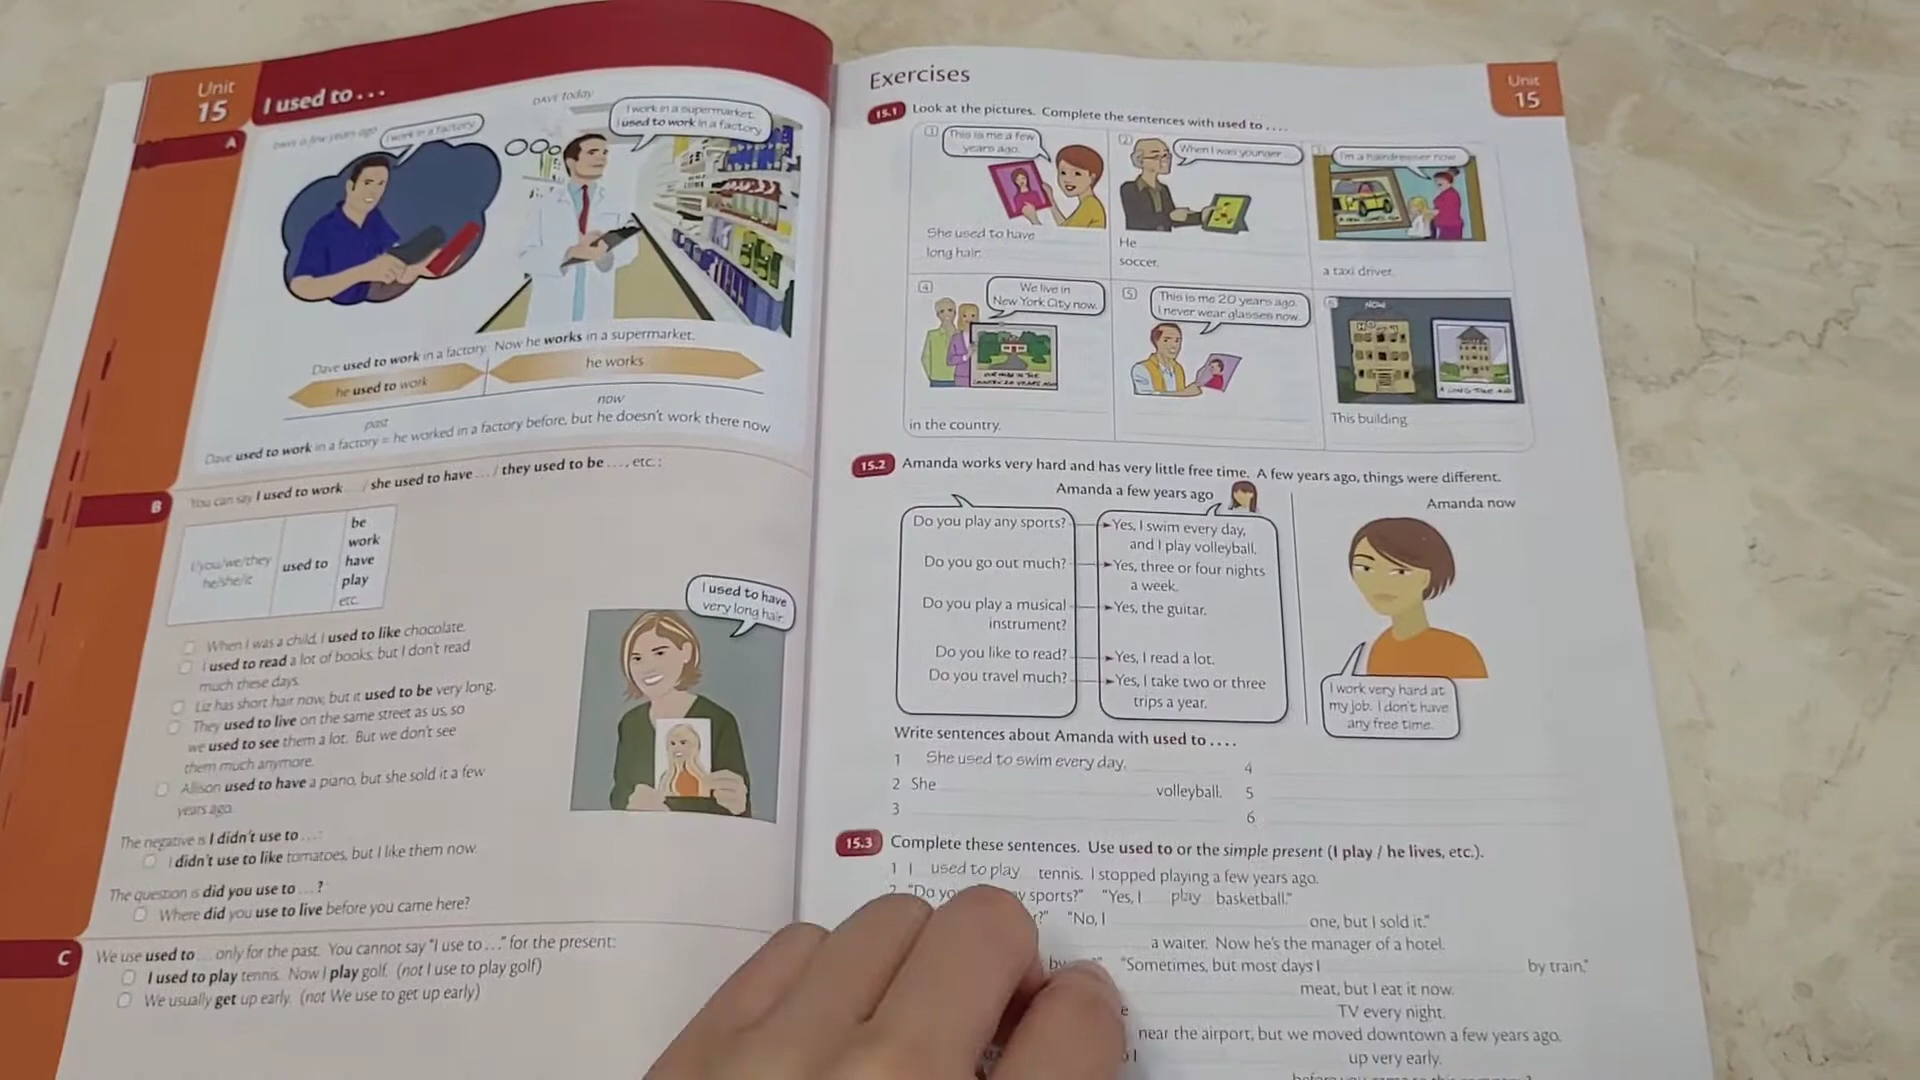 Unit
15
I used to . . .
A
Dave a few years ago
I work in a factory
DAVE today
I work in a supermarket.
I used to work in a factory.
Dave used to work in a factory. Now he works in a supermarket.
he used to work
he works
past
now
Dave used to work in a factory = he worked in a factory before, but he doesn't work there now
B
You can say I used to work . . . / she used to have . . . / they used to be . . . , etc. :
I/you/we/they
he/she/it
used to
be
work
have
play
etc.
I used to have
very long hair.
When I was a child, I used to like chocolate.
I used to read a lot of books, but I don't read
much these days.
Liz has short hair now, but it used to be very long.
They used to live on the same street as us, so
we used to see them a lot. But we don't see
them much anymore.
Allison used to have a piano, but she sold it a few
years ago.
The negative is I didn't use to . . . :
I didn't use to like tomatoes, but I like them now.
The question is did you use to . . . ?
Where did you use to live before you came here?
C
We use used to . . . only for the past. You cannot say "I use to . . ." for the present:
I used to play tennis. Now I play golf. (not I use to play golf)
We usually get up early. (not We use to get up early)
Exercises
Unit
15
15.1 Look at the pictures. Complete the sentences with used to . . . .
1
This is me a few
years ago.
She used to have
long hair.
2
When I was younger . . .
He
soccer.
I'm a hairdresser now.
a taxi driver.
4
We live in
New York City now.
in the country.
5
This is me 20 years ago.
I never wear glasses now.
6
NOW
A LONG TIME AGO
This building
15.2 Amanda works very hard and has very little free time. A few years ago, things were different.
Amanda a few years ago
Amanda now
Do you play any sports?
Yes, I swim every day,
and I play volleyball.
Do you go out much?
Yes, three or four nights
a week.
Do you play a musical
instrument?
Yes, the guitar.
Do you like to read?
Yes, I read a lot.
Do you travel much?
Yes, I take two or three
trips a year.
I work very hard at
my job. I don't have
any free time.
Write sentences about Amanda with used to . . . .
1 She used to swim every day.
2 She volleyball.
3
4
5
6
15.3 Complete these sentences. Use used to or the simple present (I play / he lives, etc.).
1 I used to play tennis. I stopped playing a few years ago.
2 "Do sports?" "Yes, I play basketball."
"No, I one, but I sold it."
a waiter. Now he's the manager of a hotel.
"Sometimes, but most days I by train."
meat, but I eat it now.
TV every night.
near the airport, but we moved downtown a few years ago.
I up very early.